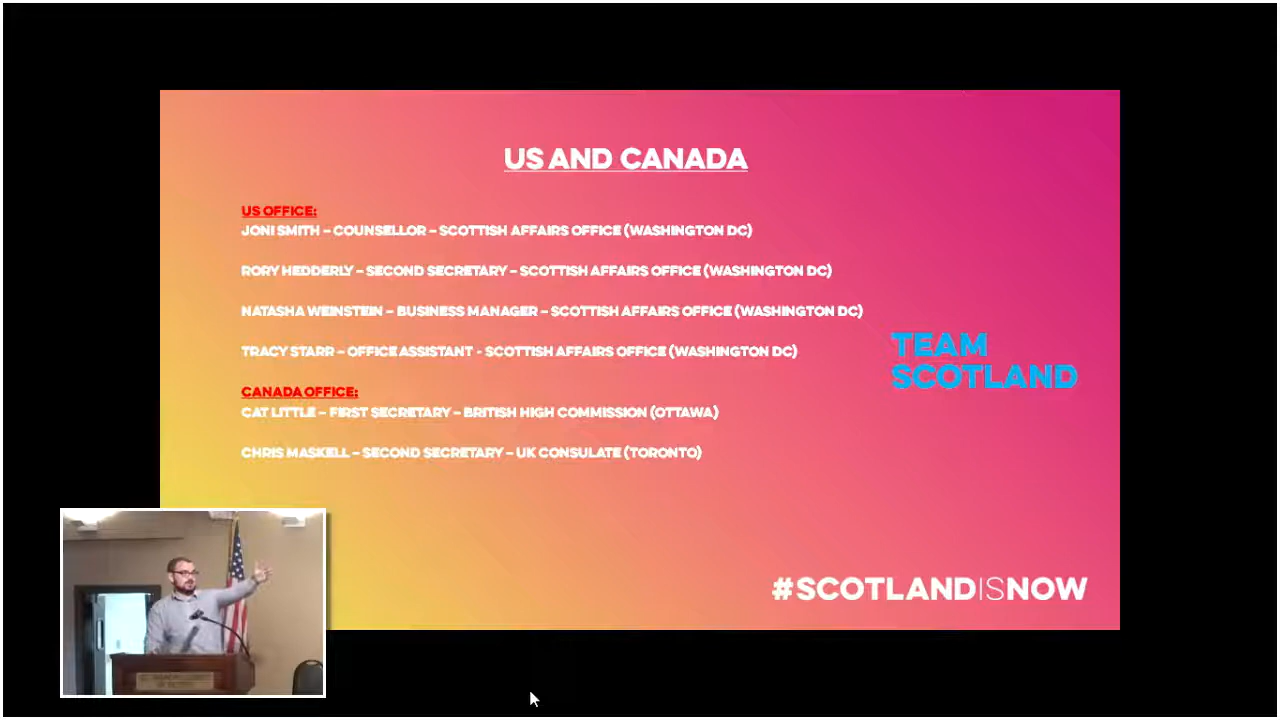 US AND CANADA
US OFFICE:
JONI SMITH – COUNSELLOR – SCOTTISH AFFAIRS OFFICE (WASHINGTON DC)
RORY HEDDERLY – SECOND SECRETARY – SCOTTISH AFFAIRS OFFICE (WASHINGTON DC)
NATASHA WEINSTEIN – BUSINESS MANAGER – SCOTTISH AFFAIRS OFFICE (WASHINGTON DC)
TRACY STARR – OFFICE ASSISTANT - SCOTTISH AFFAIRS OFFICE (WASHINGTON DC)
CANADA OFFICE:
CAT LITTLE – FIRST SECRETARY – BRITISH HIGH COMMISSION (OTTAWA)
CHRIS MASKELL – SECOND SECRETARY – UK CONSULATE (TORONTO)
TEAM
SCOTLAND
#SCOTLANDISNOW